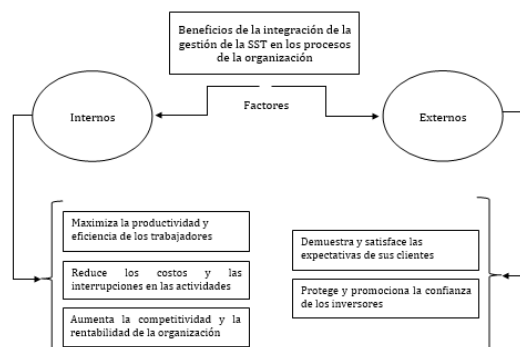 Beneficios de la integración de la
gestión de la SST en los procesos
de la organización
Factores
Internos
Externos
Maximiza la productividad y
eficiencia de los trabajadores
Reduce los costos y las
interrupciones en las actividades
Aumenta la competitividad y la
rentabilidad de la organización
Demuestra y satisface las
expectativas de sus clientes
Protege y promociona la confianza
de los inversores